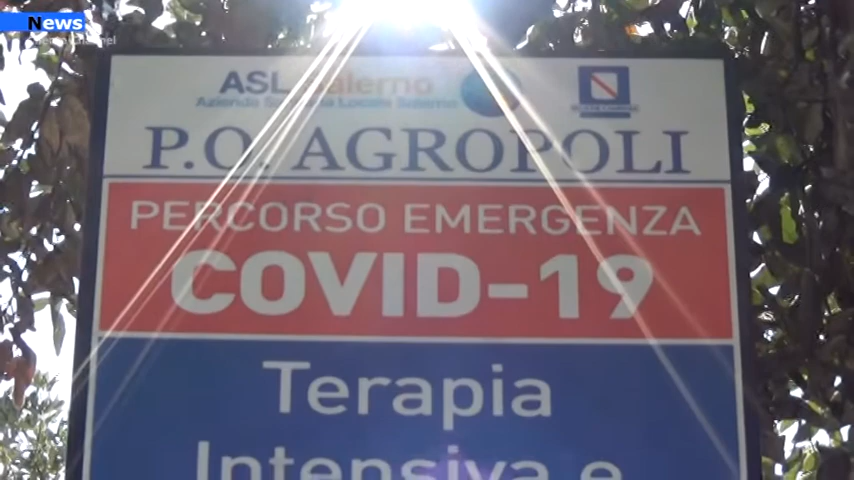 News
ASL Salerno
Azienda Sanitaria Locale Salerno
P.O. AGROPOLI
PERCORSO EMERGENZA
COVID-19
Terapia
Intensiva e